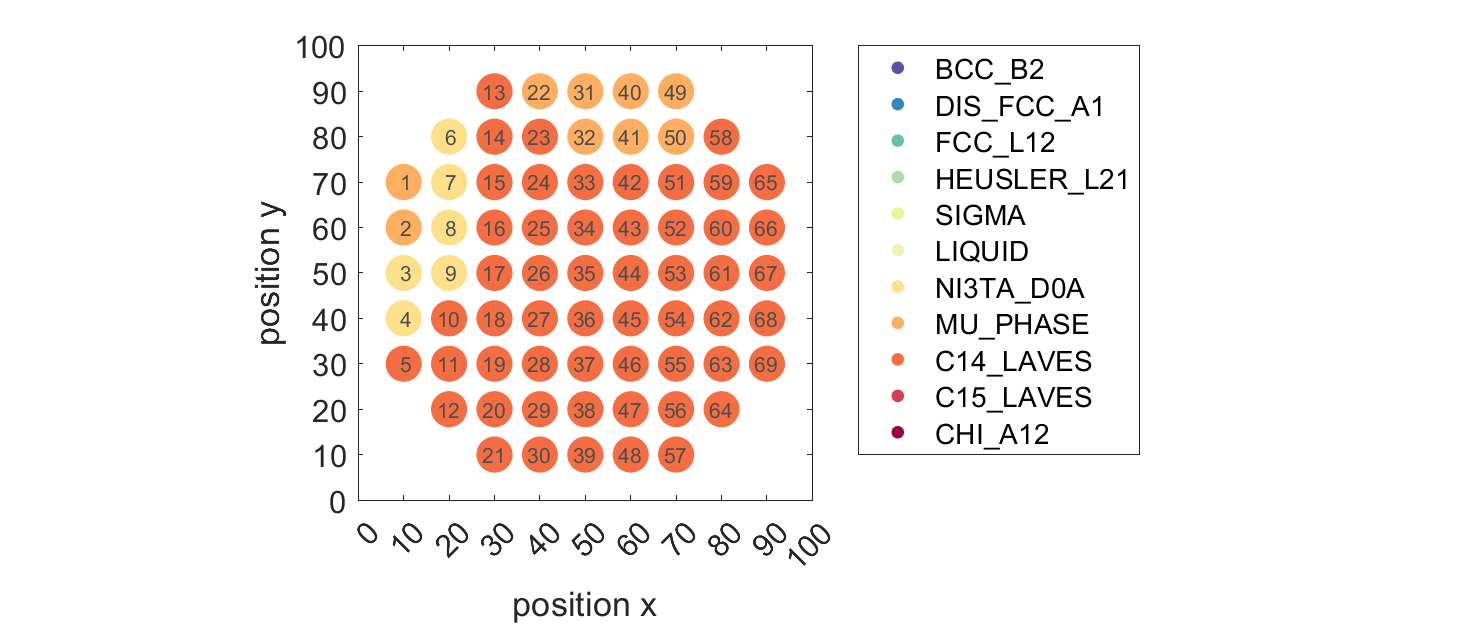 100
90 13 22 31 40 49
80 6 14 23 32 41 50 58
70 1 7 15 24 33 42 51 59 65
60 2 8 16 25 34 43 52 60 66
50 3 9 17 26 35 44 53 61 67
40 4 10 18 27 36 45 54 62 68
30 5 11 19 28 37 46 55 63 69
20 12 20 29 38 47 56 64
10 21 30 39 48 57
0
position y
0 10 20 30 40 50 60 70 80 90 100
position x
BCC_B2
DIS_FCC_A1
FCC_L12
HEUSLER_L21
SIGMA
LIQUID
NI3TA_D0A
MU_PHASE
C14_LAVES
C15_LAVES
CHI_A12